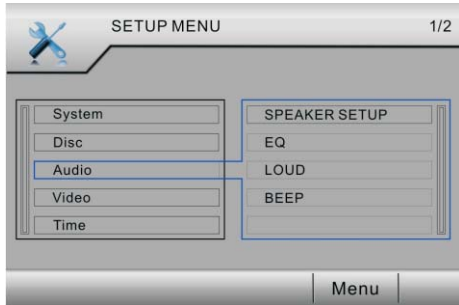 SETUP MENU
1/2
System
Disc
Audio
Video
Time
SPEAKER SETUP
EQ
LOUD
BEEP
Menu